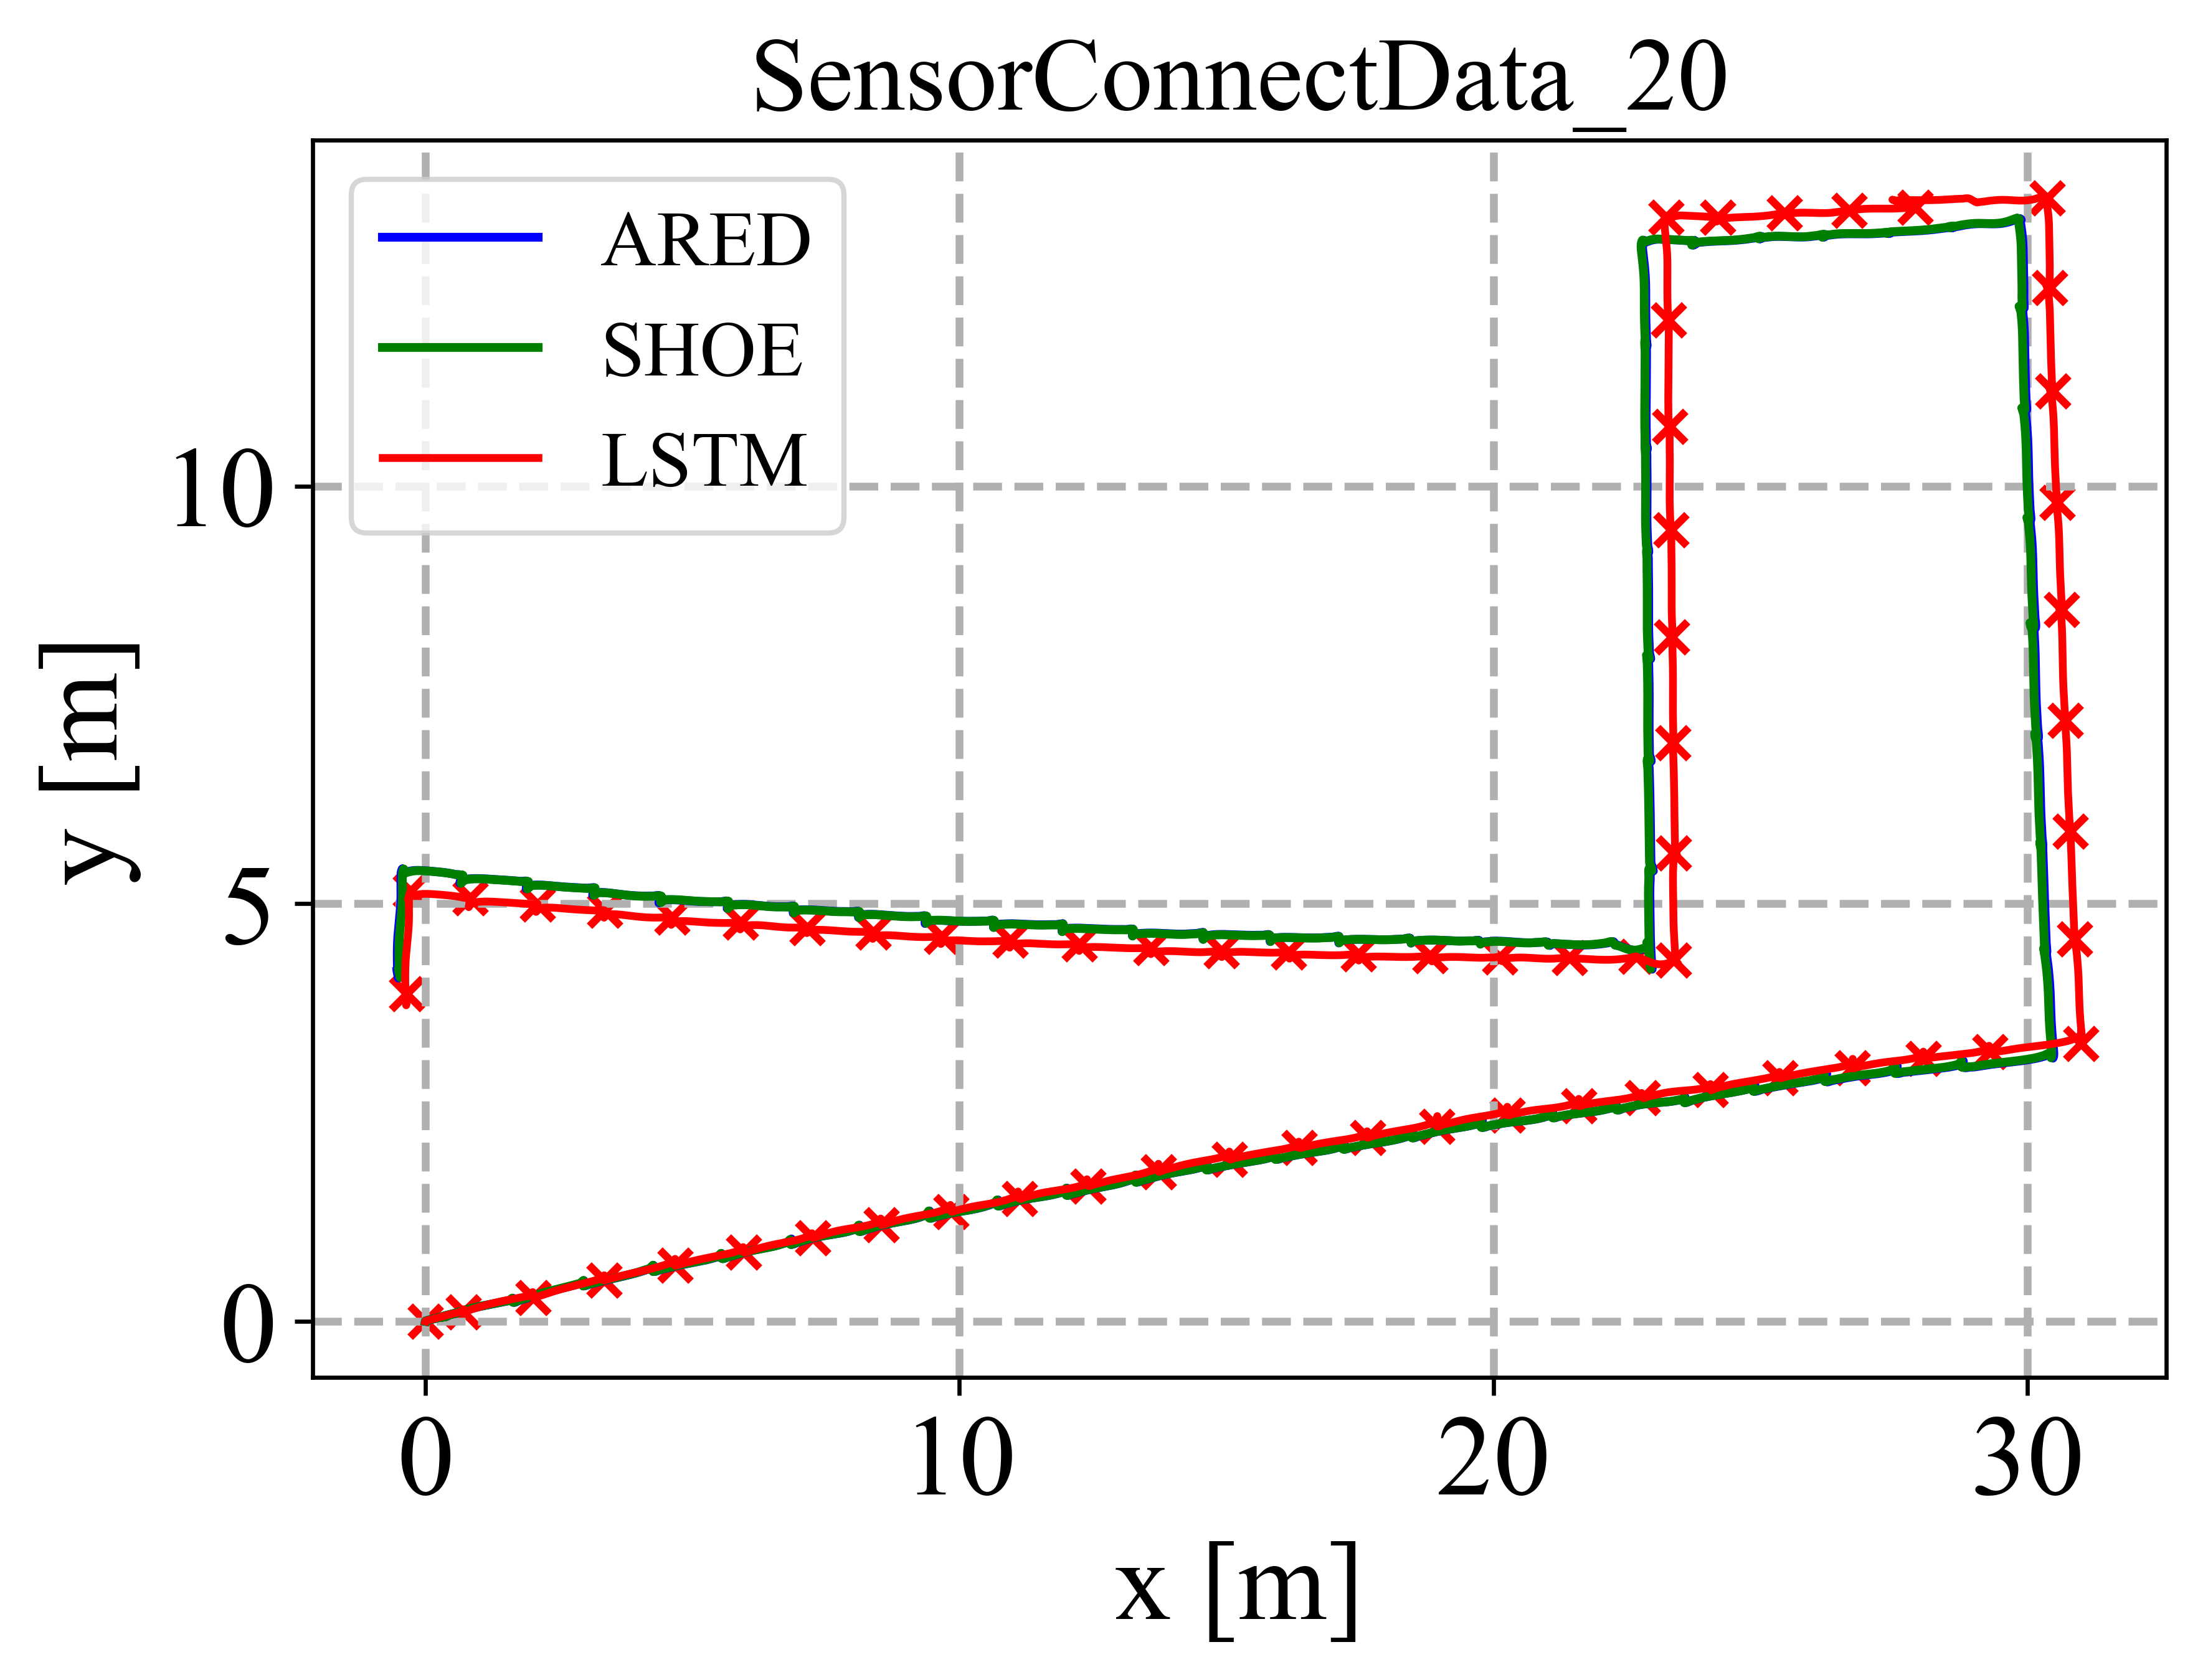 SensorConnectData_20
ARED
SHOE
LSTM
10
5
0
y [m]
0 10 20 30
x [m]